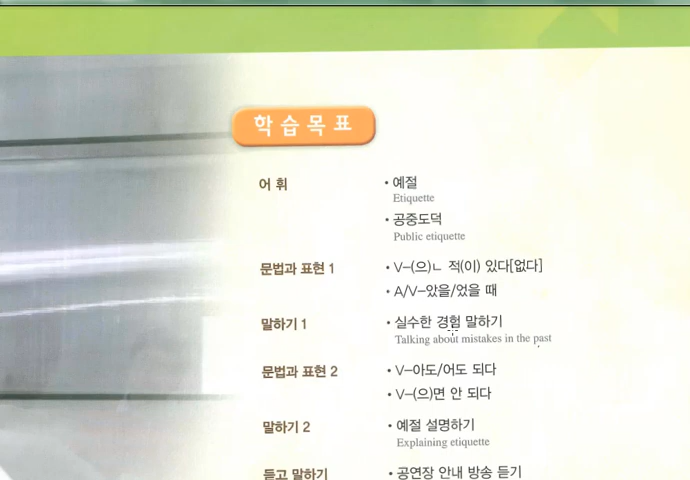 학습목표
어휘 • 예절
Etiquette
• 공중도덕
Public etiquette
문법과 표현 1 • V–(으)ㄴ 적(이) 있다[없다]
• A/V–았을/었을 때
말하기 1 • 실수한 경험 말하기
Talking about mistakes in the past
문법과 표현 2 • V–아도/어도 되다
• V–(으)면 안 되다
말하기 2 • 예절 설명하기
Explaining etiquette
듣고 말하기 • 공연장 안내 방송 듣기